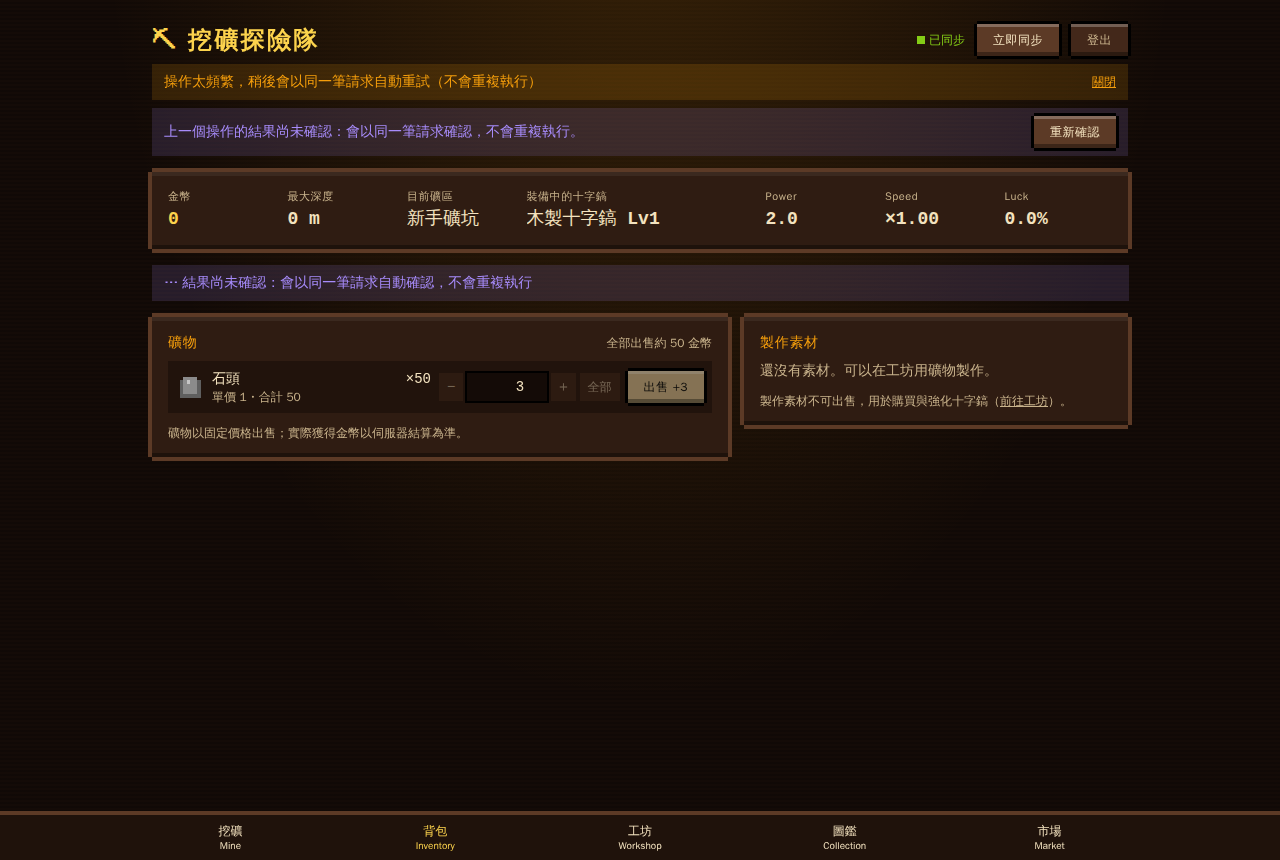 挖礦探險隊
已同步
立即同步
登出
操作太頻繁，稍後會以同一筆請求自動重試（不會重複執行）
關閉
上一個操作的結果尚未確認：會以同一筆請求確認，不會重複執行。
重新確認
金幣
0
最大深度
0 m
目前礦區
新手礦坑
裝備中的十字鎬
木製十字鎬 Lv1
Power
2.0
Speed
×1.00
Luck
0.0%
⋯ 結果尚未確認：會以同一筆請求自動確認，不會重複執行
礦物
全部出售約 50 金幣
石頭
單價 1・合計 50
×50
−
3
+
全部
出售 +3
礦物以固定價格出售；實際獲得金幣以伺服器結算為準。
製作素材
還沒有素材。可以在工坊用礦物製作。
製作素材不可出售，用於購買與強化十字鎬（前往工坊）。
挖礦
Mine
背包
Inventory
工坊
Workshop
圖鑑
Collection
市場
Market